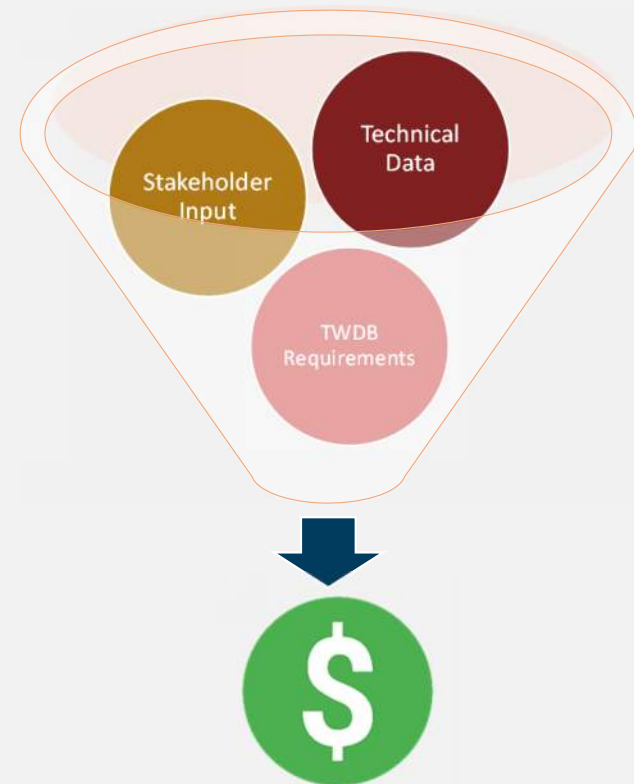 Technical
Data
Stakeholder
Input
TWDB
Requirements
$